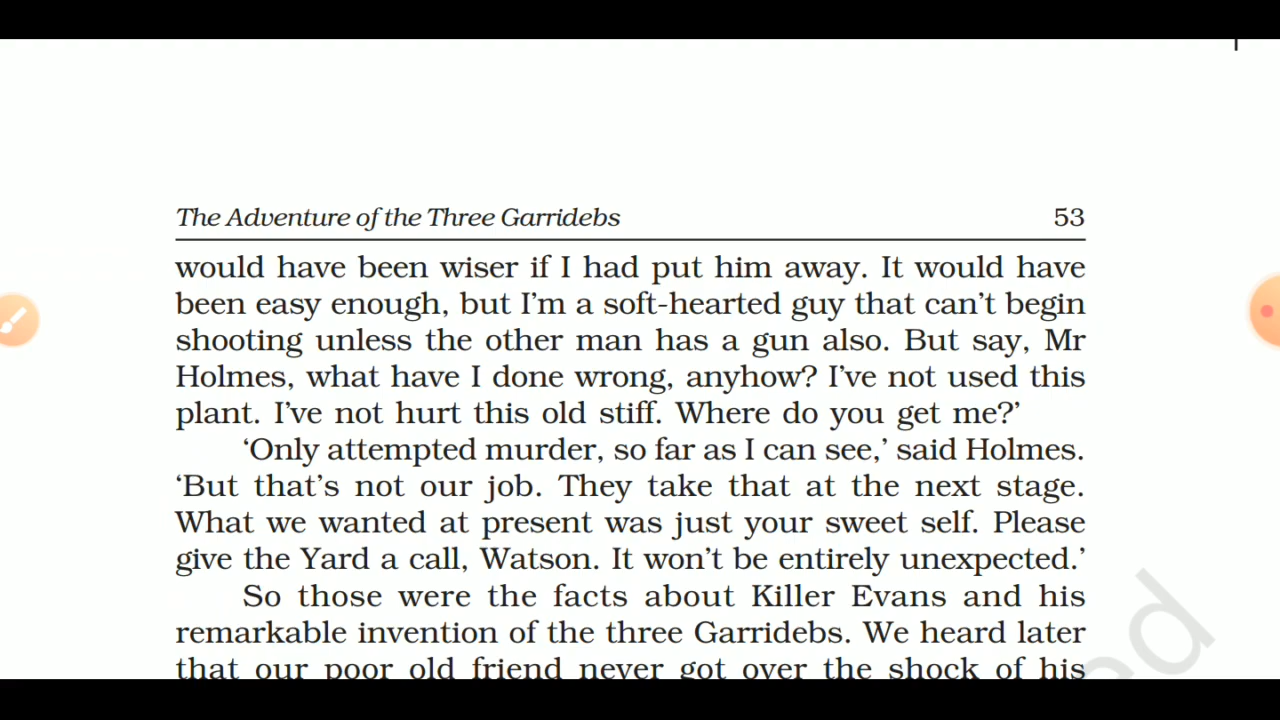 The Adventure of the Three Garridebs 53
would have been wiser if I had put him away. It would have
been easy enough, but I'm a soft-hearted guy that can't begin
shooting unless the other man has a gun also. But say, Mr
Holmes, what have I done wrong, anyhow? I've not used this
plant. I've not hurt this old stiff. Where do you get me?’
‘Only attempted murder, so far as I can see,’ said Holmes.
‘But that’s not our job. They take that at the next stage.
What we wanted at present was just your sweet self. Please
give the Yard a call, Watson. It won’t be entirely unexpected.’
So those were the facts about Killer Evans and his
remarkable invention of the three Garridebs. We heard later
that our poor old friend never got over the shock of his